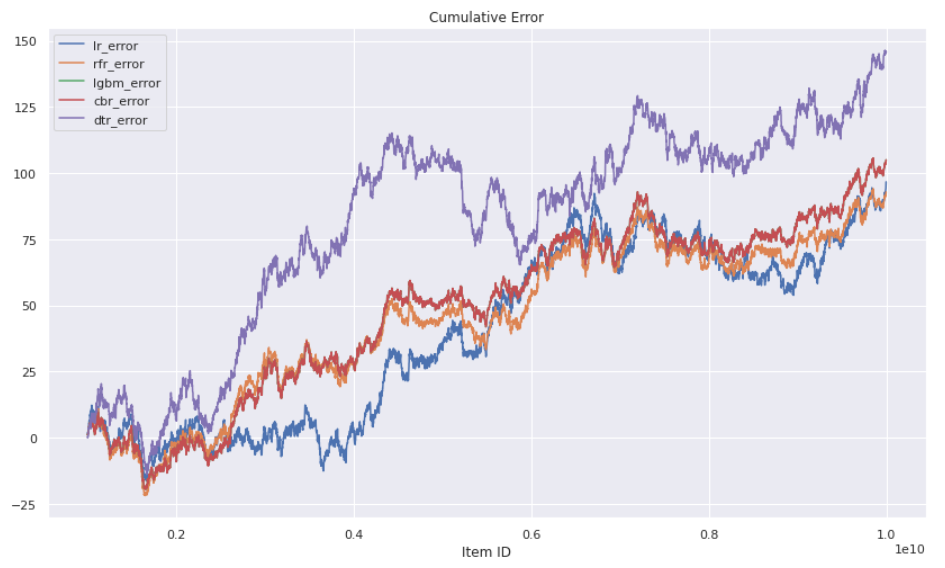 Cumulative Error
150
125
100
75
50
25
0
−25
lr_error
rfr_error
lgbm_error
cbr_error
dtr_error
0.2
0.4
0.6
0.8
1.0
1e10
Item ID